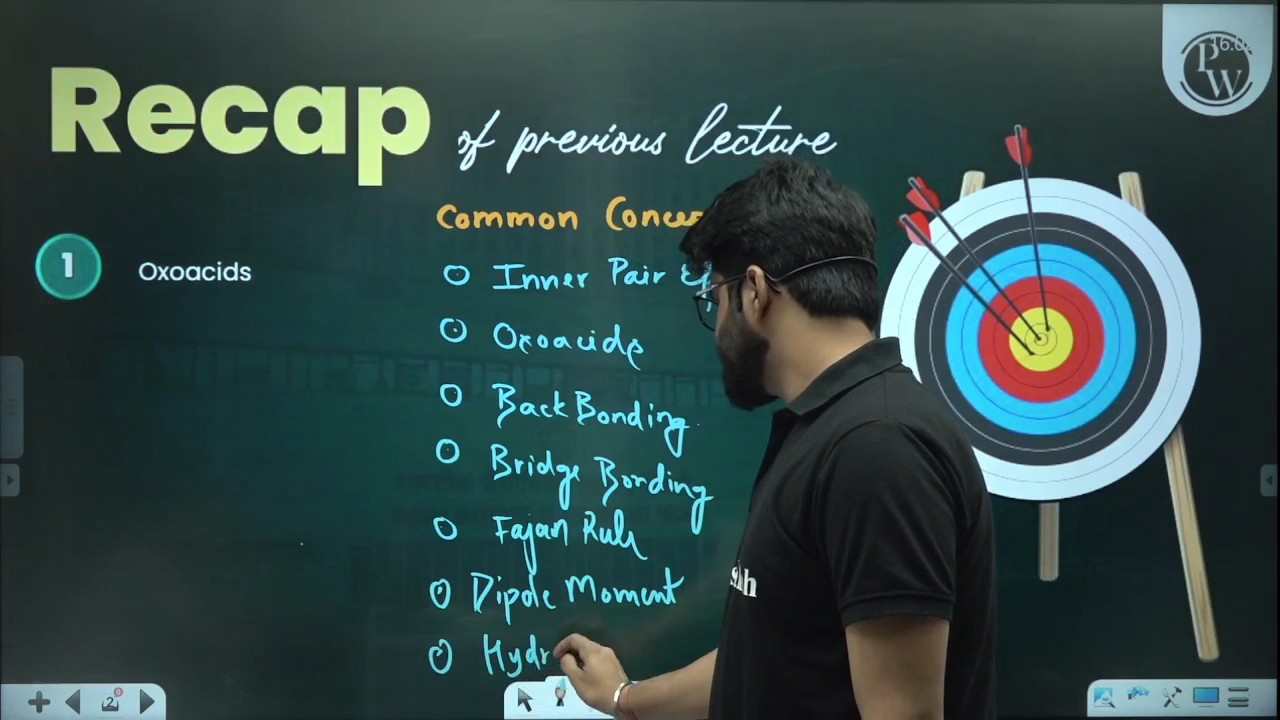 Recap
of previous lecture
Common
1
Oxoacids
Inner Pair
Oxoacids
Back Bonding
Bridge Bonding
Fajan Rule
Dipole Moment
Hydr
PW
2